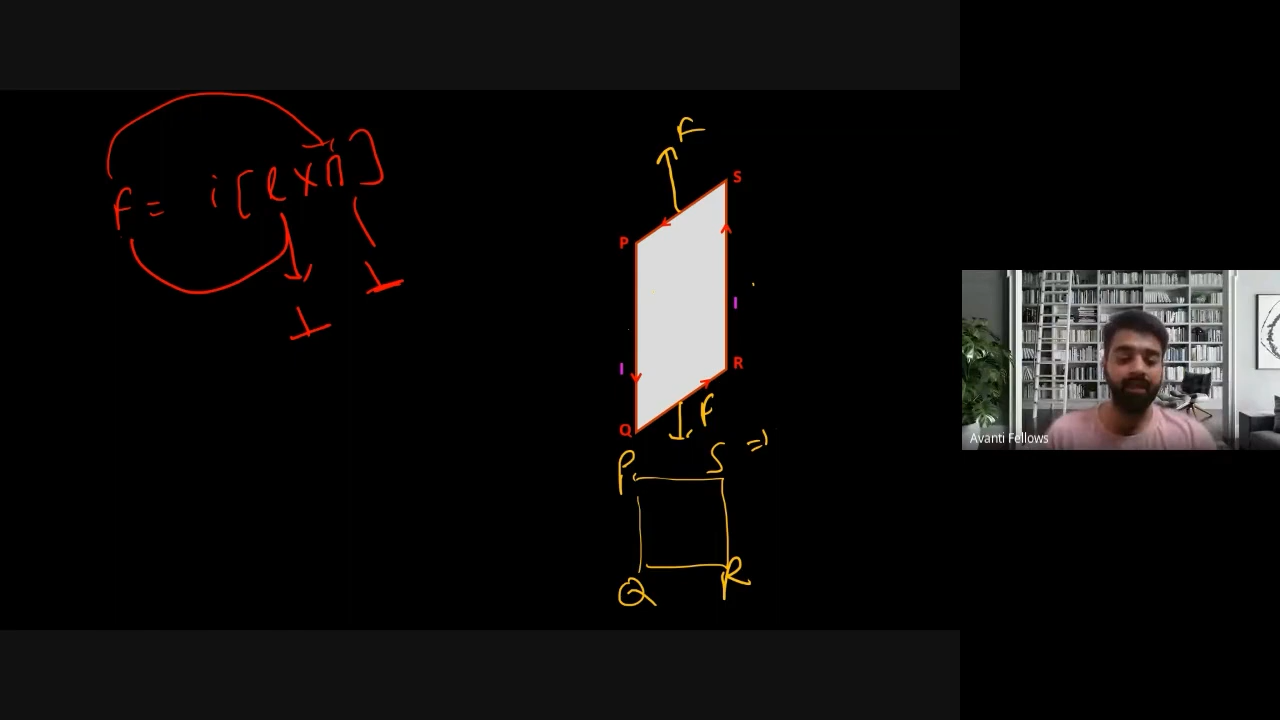 F
S
F = i [ l × B ]
P
I
R
I
F
Q
P S ⇒
Q R
Avanti Fellows